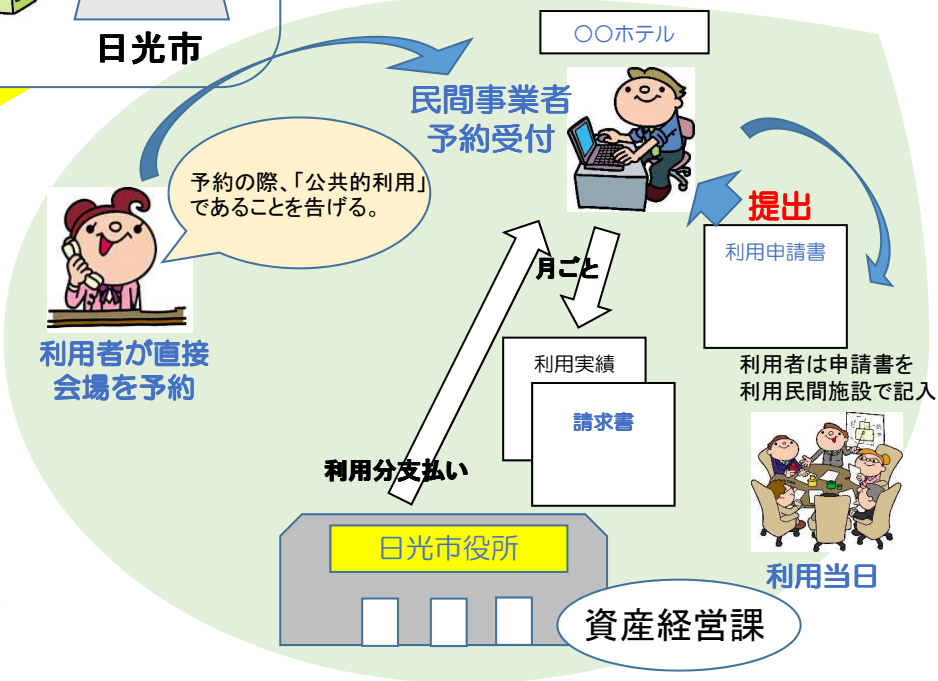 日光市
〇〇ホテル
民間事業者
予約受付
予約の際、「公共的利用」
であることを告げる。
提出
利用申請書
月ごと
利用者が直接
会場を予約
利用実績
請求書
利用者は申請書を
利用民間施設で記入
利用分支払い
日光市役所
利用当日
資産経営課